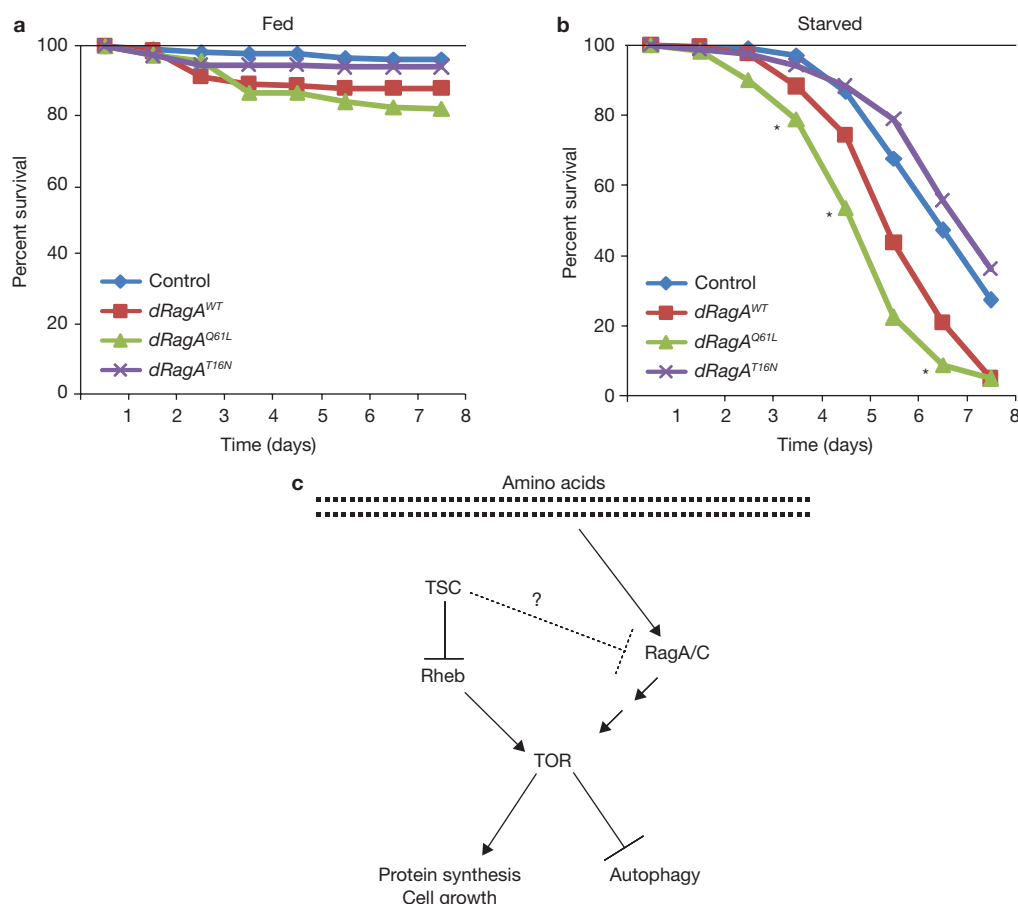 a
Fed
100
80
60
40
20
0
Percent survival
Control
dRagA^WT
dRagA^Q61L
dRagA^T16N
1 2 3 4 5 6 7 8
Time (days)
b
Starved
100
80
60
40
20
0
Percent survival
*
*
*
Control
dRagA^WT
dRagA^Q61L
dRagA^T16N
1 2 3 4 5 6 7 8
Time (days)
c
Amino acids
TSC
?
RagA/C
Rheb
TOR
Protein synthesis
Cell growth
Autophagy